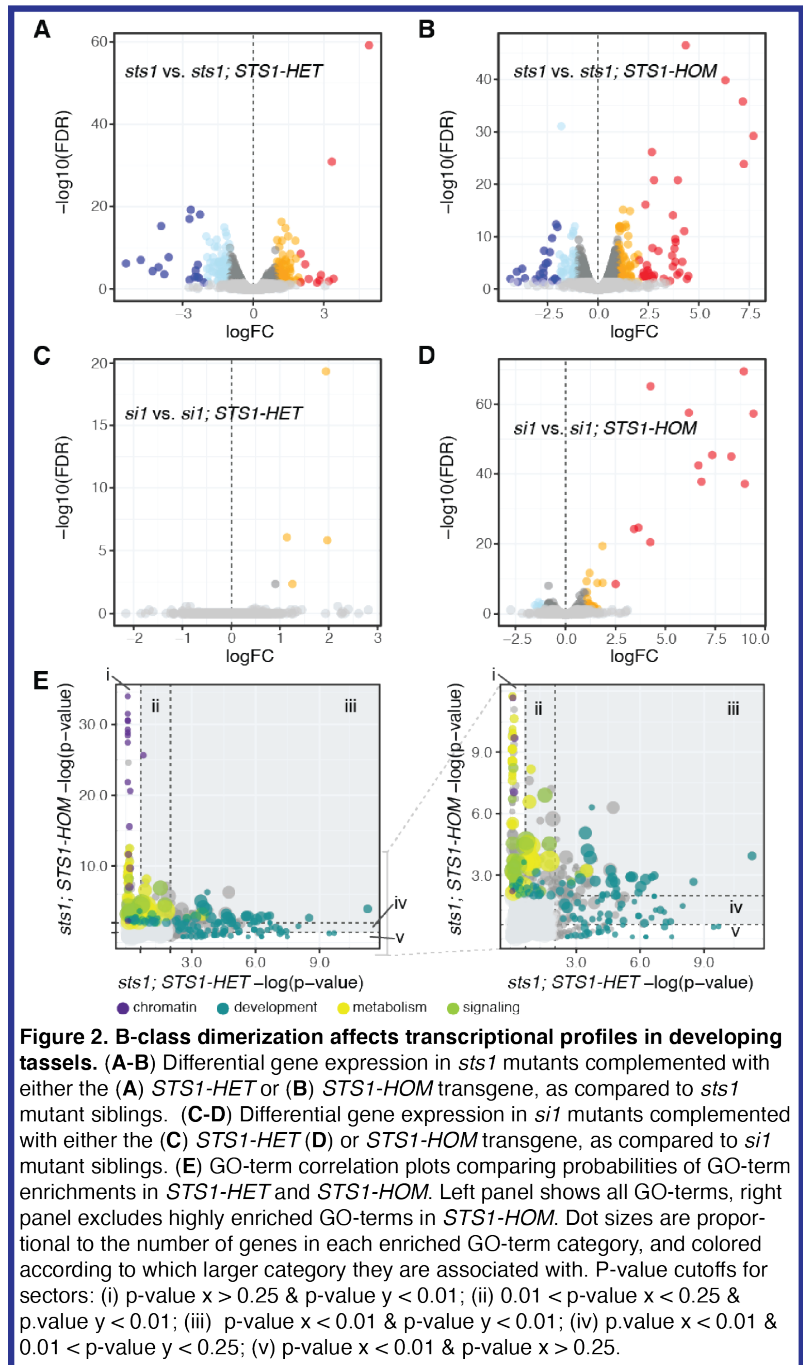 A
sts1 vs. sts1; STS1-HET
60
40
20
0
−log10(FDR)
−3
0
3
logFC
B
sts1 vs. sts1; STS1-HOM
40
30
20
10
0
−log10(FDR)
−2.5
0.0
2.5
5.0
7.5
logFC
C
si1 vs. si1; STS1-HET
20
15
10
5
0
−log10(FDR)
−2
−1
0
1
2
3
logFC
D
si1 vs. si1; STS1-HOM
60
40
20
0
−log10(FDR)
−2.5
0.0
2.5
5.0
7.5
10.0
logFC
E
i
ii
iii
iv
v
30.0
20.0
10.0
sts1; STS1-HOM −log(p−value)
3.0
6.0
9.0
sts1; STS1-HET −log(p−value)
i
ii
iii
iv
v
9.0
6.0
3.0
sts1; STS1-HOM −log(p−value)
3.0
6.0
9.0
sts1; STS1-HET −log(p−value)
chromatin development metabolism signaling
Figure 2. B-class dimerization affects transcriptional profiles in developing
tassels. (A-B) Differential gene expression in sts1 mutants complemented with
either the (A) STS1-HET or (B) STS1-HOM transgene, as compared to sts1
mutant siblings. (C-D) Differential gene expression in si1 mutants complemented
with either the (C) STS1-HET (D) or STS1-HOM transgene, as compared to si1
mutant siblings. (E) GO-term correlation plots comparing probabilities of GO-term
enrichments in STS1-HET and STS1-HOM. Left panel shows all GO-terms, right
panel excludes highly enriched GO-terms in STS1-HOM. Dot sizes are propor-
tional to the number of genes in each enriched GO-term category, and colored
according to which larger category they are associated with. P-value cutoffs for
sectors: (i) p-value x > 0.25 & p-value y < 0.01; (ii) 0.01 < p-value x < 0.25 &
p.value y < 0.01; (iii) p-value x < 0.01 & p-value y < 0.01; (iv) p.value x < 0.01 &
0.01 < p-value y < 0.25; (v) p-value x < 0.01 & p-value x > 0.25.